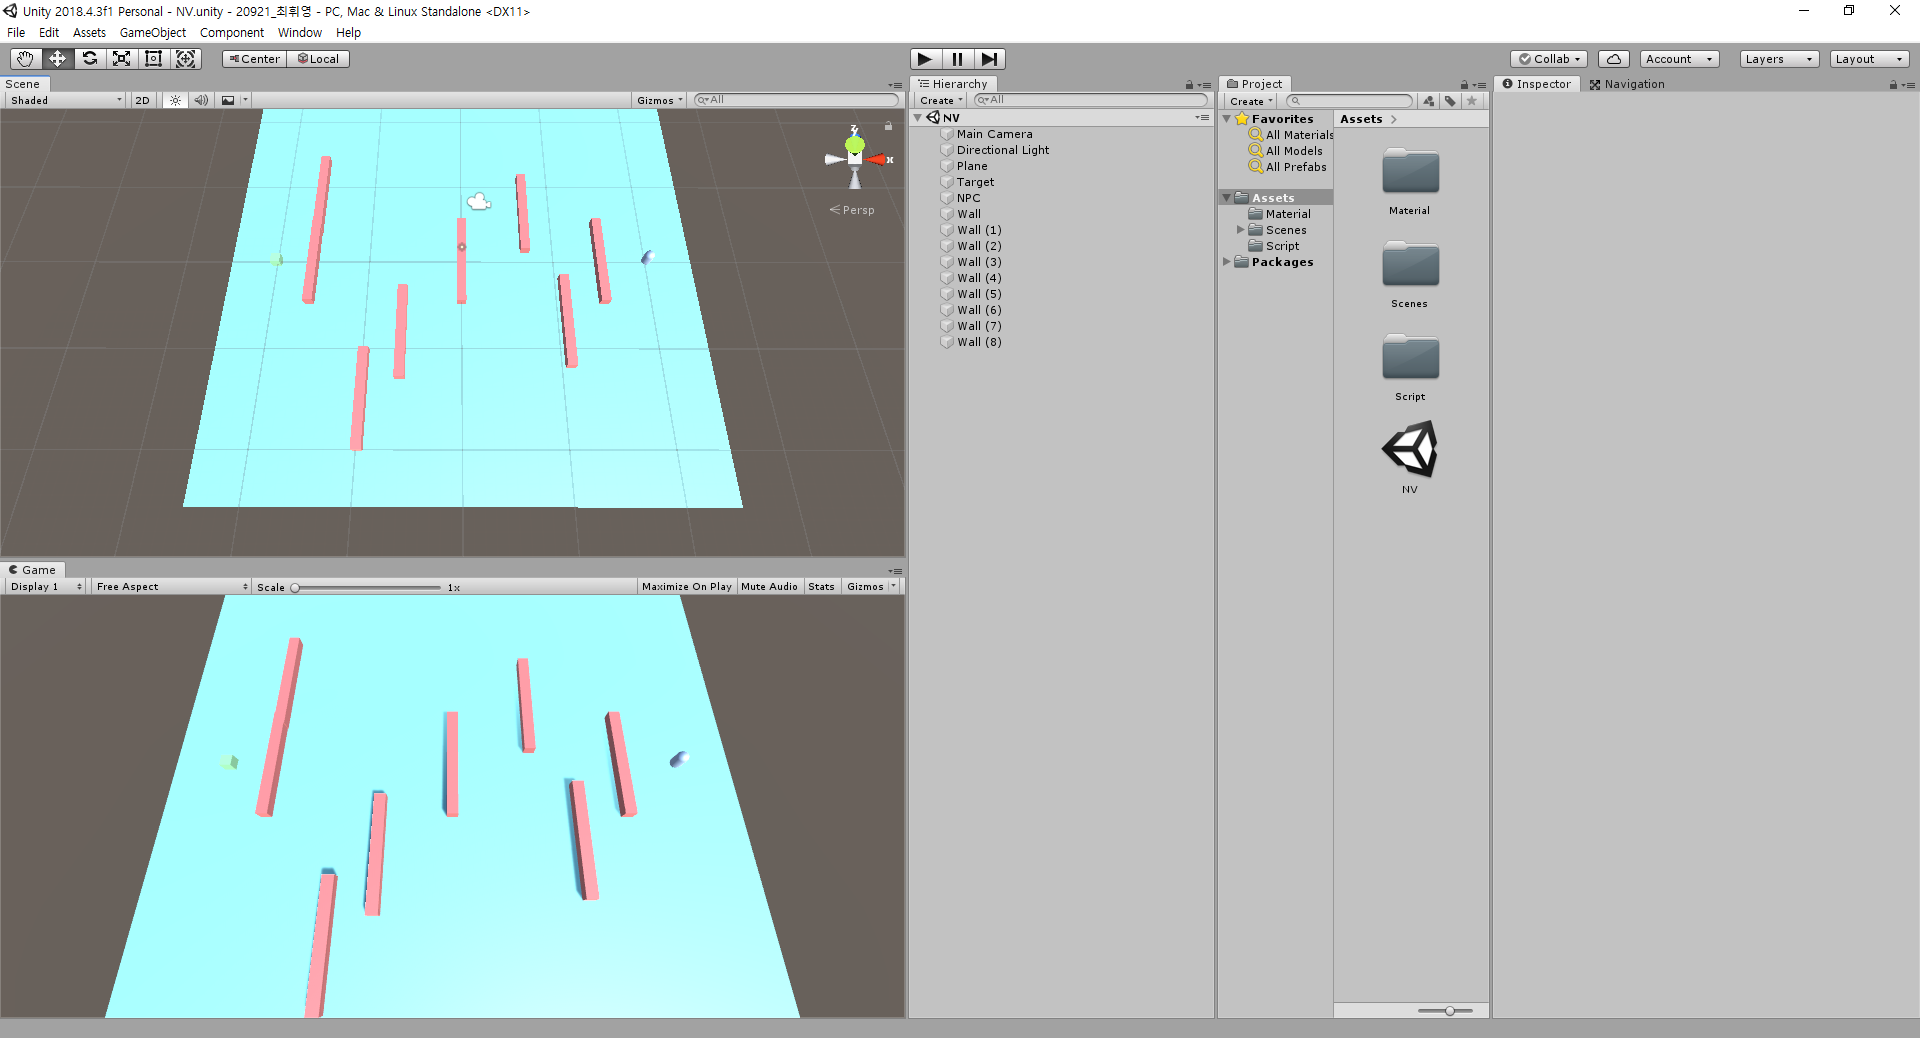 Unity 2018.4.3f1 Personal - NV.unity - 20921_최휘영 - PC, Mac & Linux Standalone <DX11>
File Edit Assets GameObject Component Window Help
Center Local Collab Account Layers Layout
Scene
Shaded 2D Gizmos All
z
x
Persp
Game
Display 1 Free Aspect Scale 1x Maximize On Play Mute Audio Stats Gizmos
Hierarchy
Create All
NV
Main Camera
Directional Light
Plane
Target
NPC
Wall
Wall (1)
Wall (2)
Wall (3)
Wall (4)
Wall (5)
Wall (6)
Wall (7)
Wall (8)
Project
Create
Favorites
All Materials
All Models
All Prefabs
Assets
Material
Scenes
Script
Packages
Assets
Material
Scenes
Script
NV
Inspector Navigation